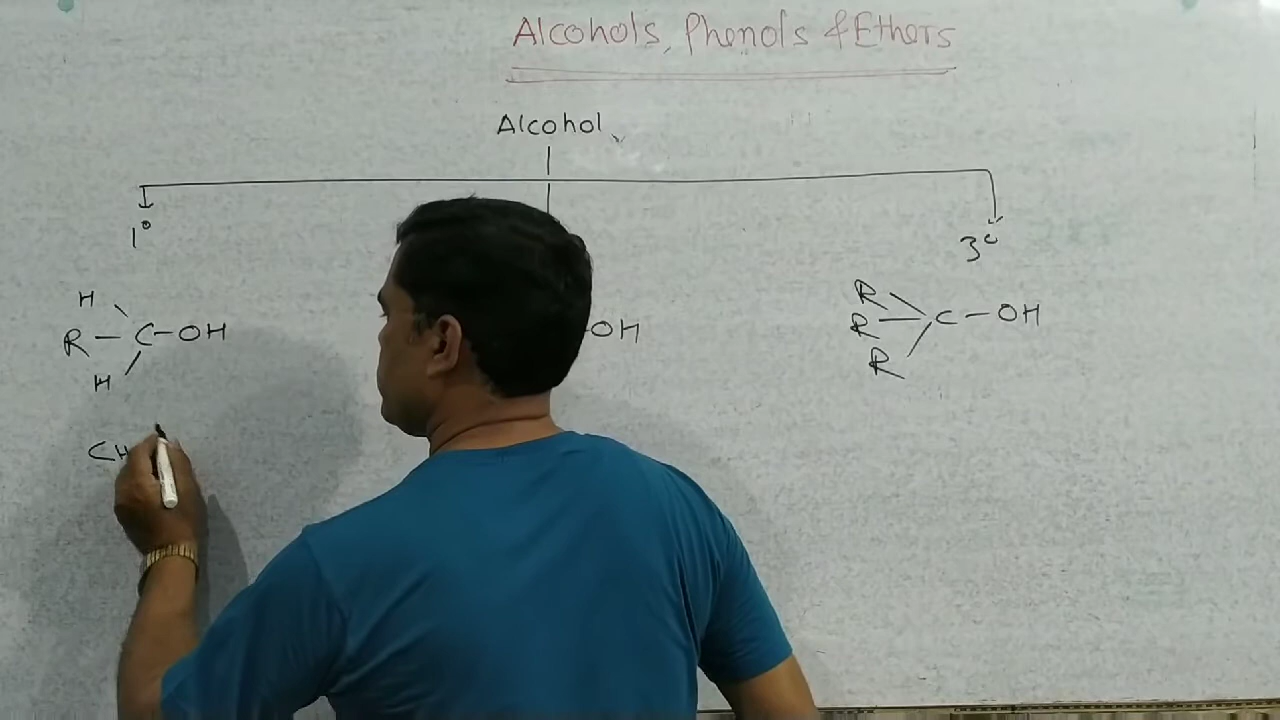 Alcohols, Phenols & Ethers
Alcohol
1° 3°
H
R - C - OH
H
OH
R
R - C - OH
R
CH